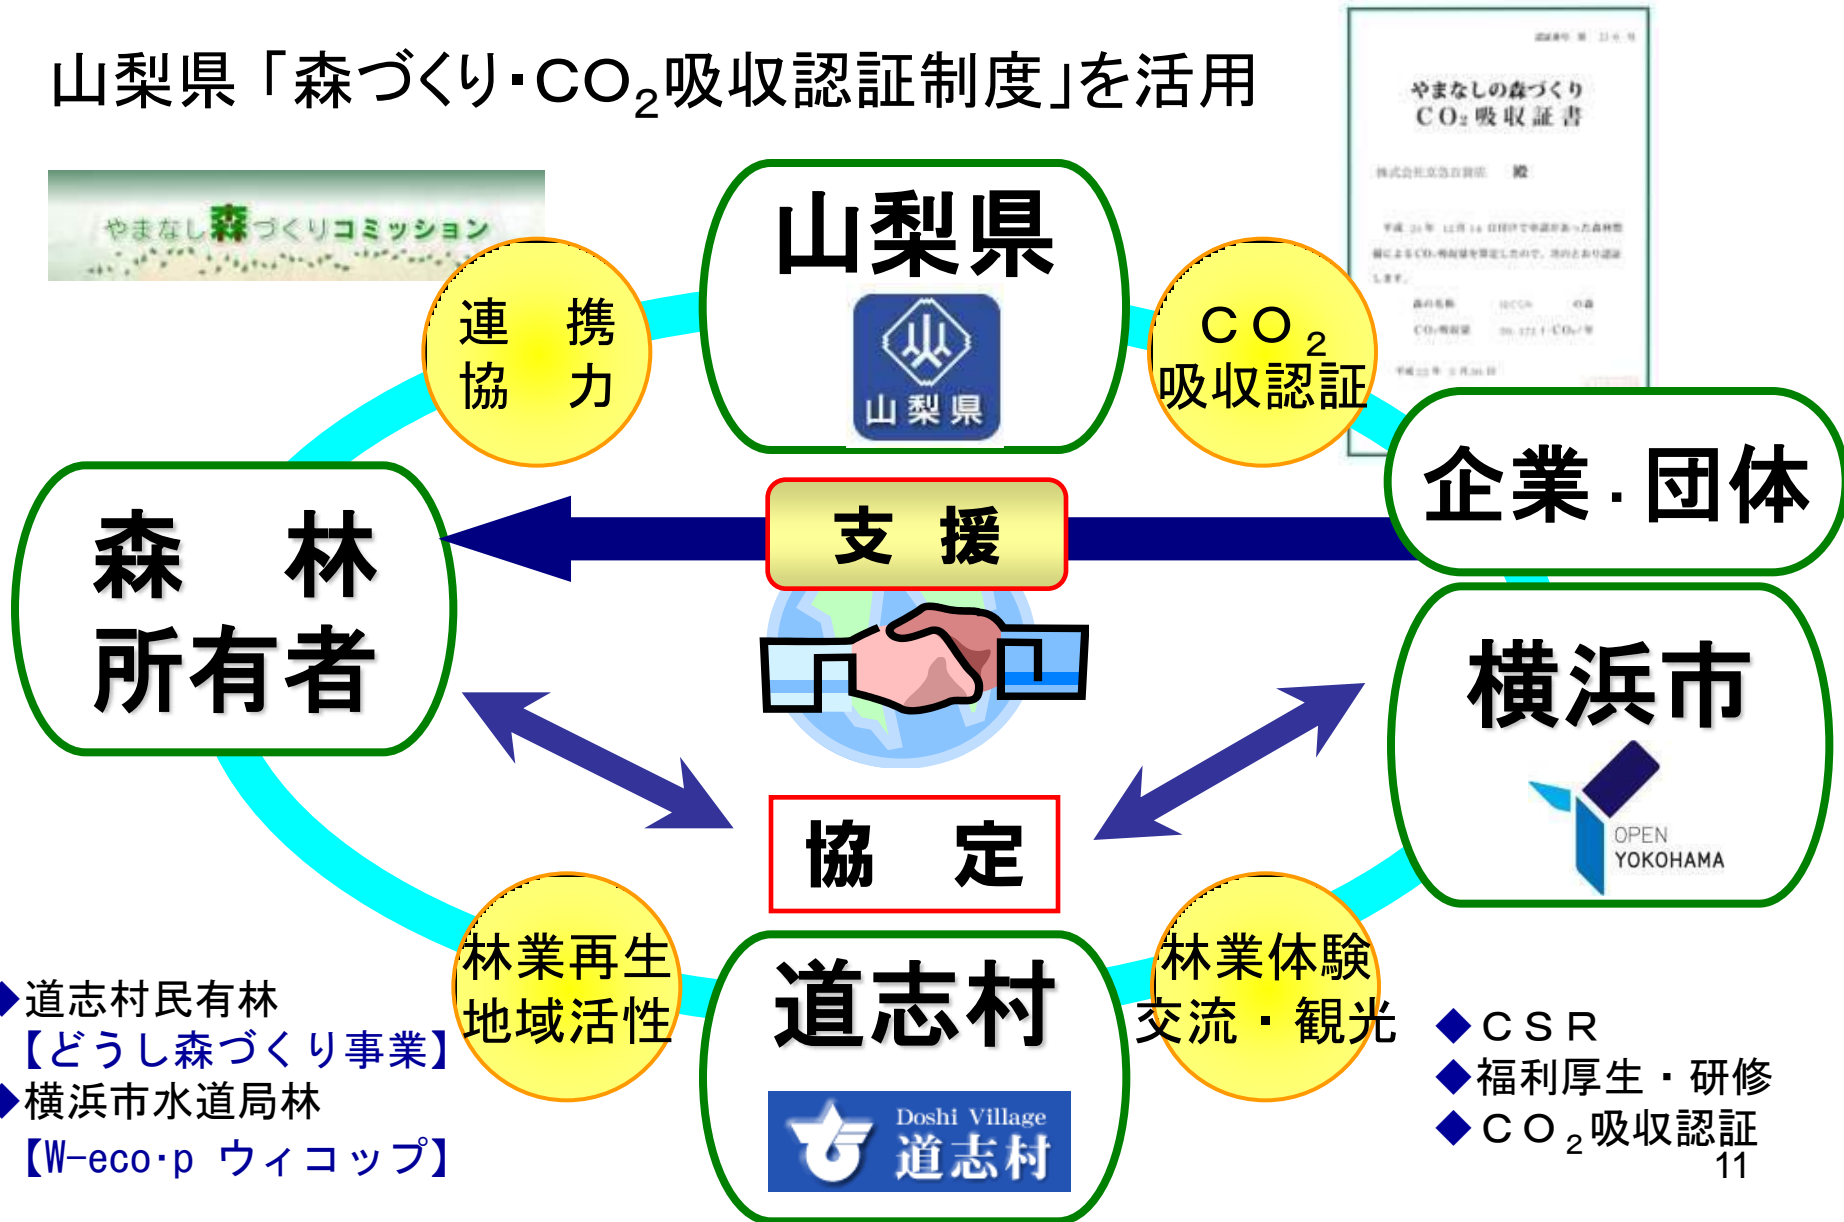 山梨県「森づくり・CO₂吸収認証制度」を活用
やまなしの森づくり
CO₂吸収証書
殿
やまなし森づくりコミッション
山梨県
山梨県
連 携
協 力
CO₂
吸収認証
企業・団体
支 援
森 林
所有者
横浜市
OPEN
YOKOHAMA
協 定
林業再生
地域活性
道志村
Doshi Village
道志村
林業体験
交流・観光
◆道志村民有林
【どうし森づくり事業】
◆横浜市水道局林
【W-eco・p ウィコップ】
◆CSR
◆福利厚生・研修
◆CO₂吸収認証
11